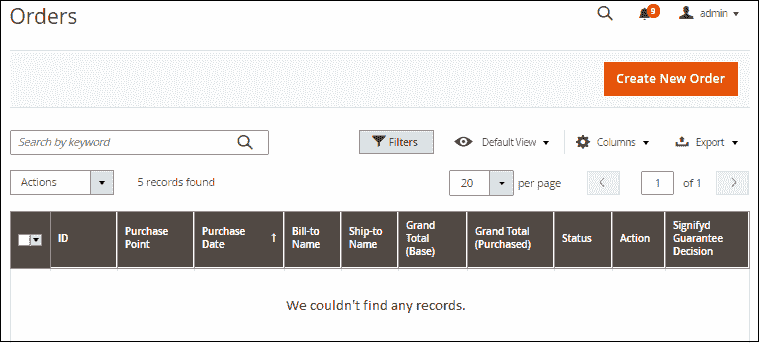 Orders
9
admin
Create New Order
Search by keyword
Filters
Default View
Columns
Export
Actions
5 records found
20
per page
1
of 1
ID
Purchase
Point
Purchase
Date
Bill-to
Name
Ship-to
Name
Grand
Total
(Base)
Grand Total
(Purchased)
Status
Action
Signifyd
Guarantee
Decision
We couldn't find any records.